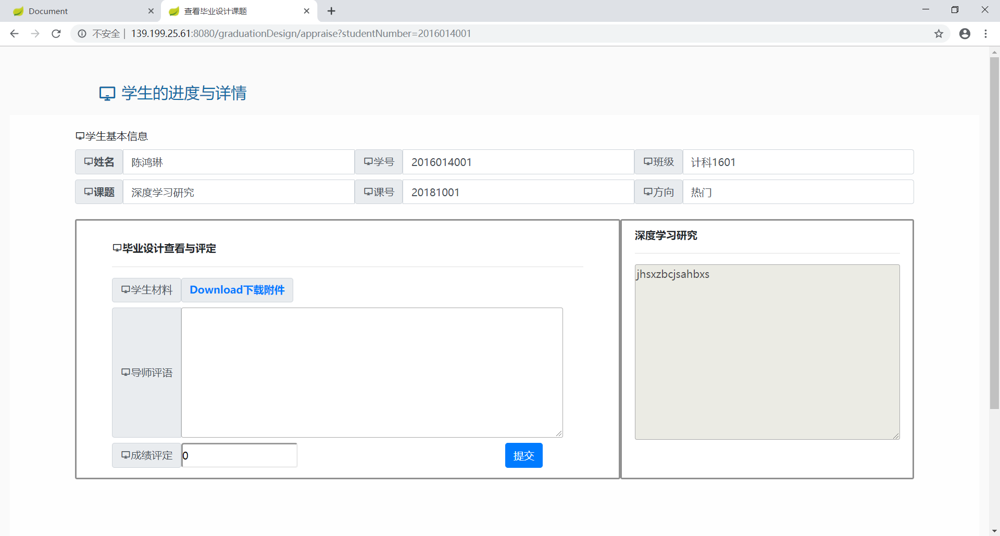 Document
查看毕业设计课题
不安全 | 139.199.25.61:8080/graduationDesign/appraise?studentNumber=2016014001
学生的进度与详情
学生基本信息
姓名 陈鸿琳 学号 2016014001 班级 计科1601
课题 深度学习研究 课号 20181001 方向 热门
毕业设计查看与评定
学生材料 Download下载附件
导师评语
成绩评定 0 提交
深度学习研究
jhsxzbcjsahbxs